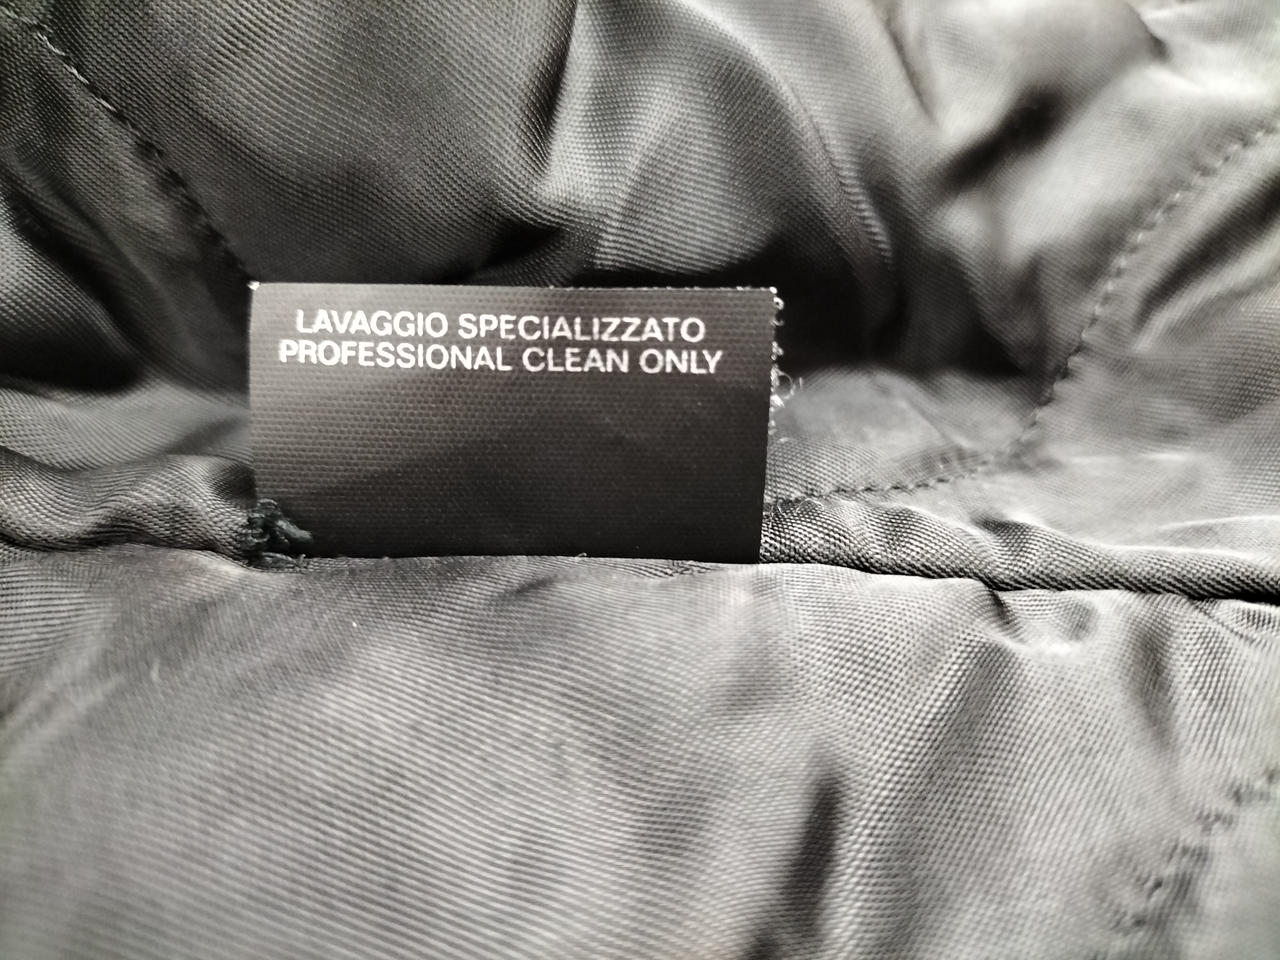 LAVAGGIO SPECIALIZZATO
PROFESSIONAL CLEAN ONLY